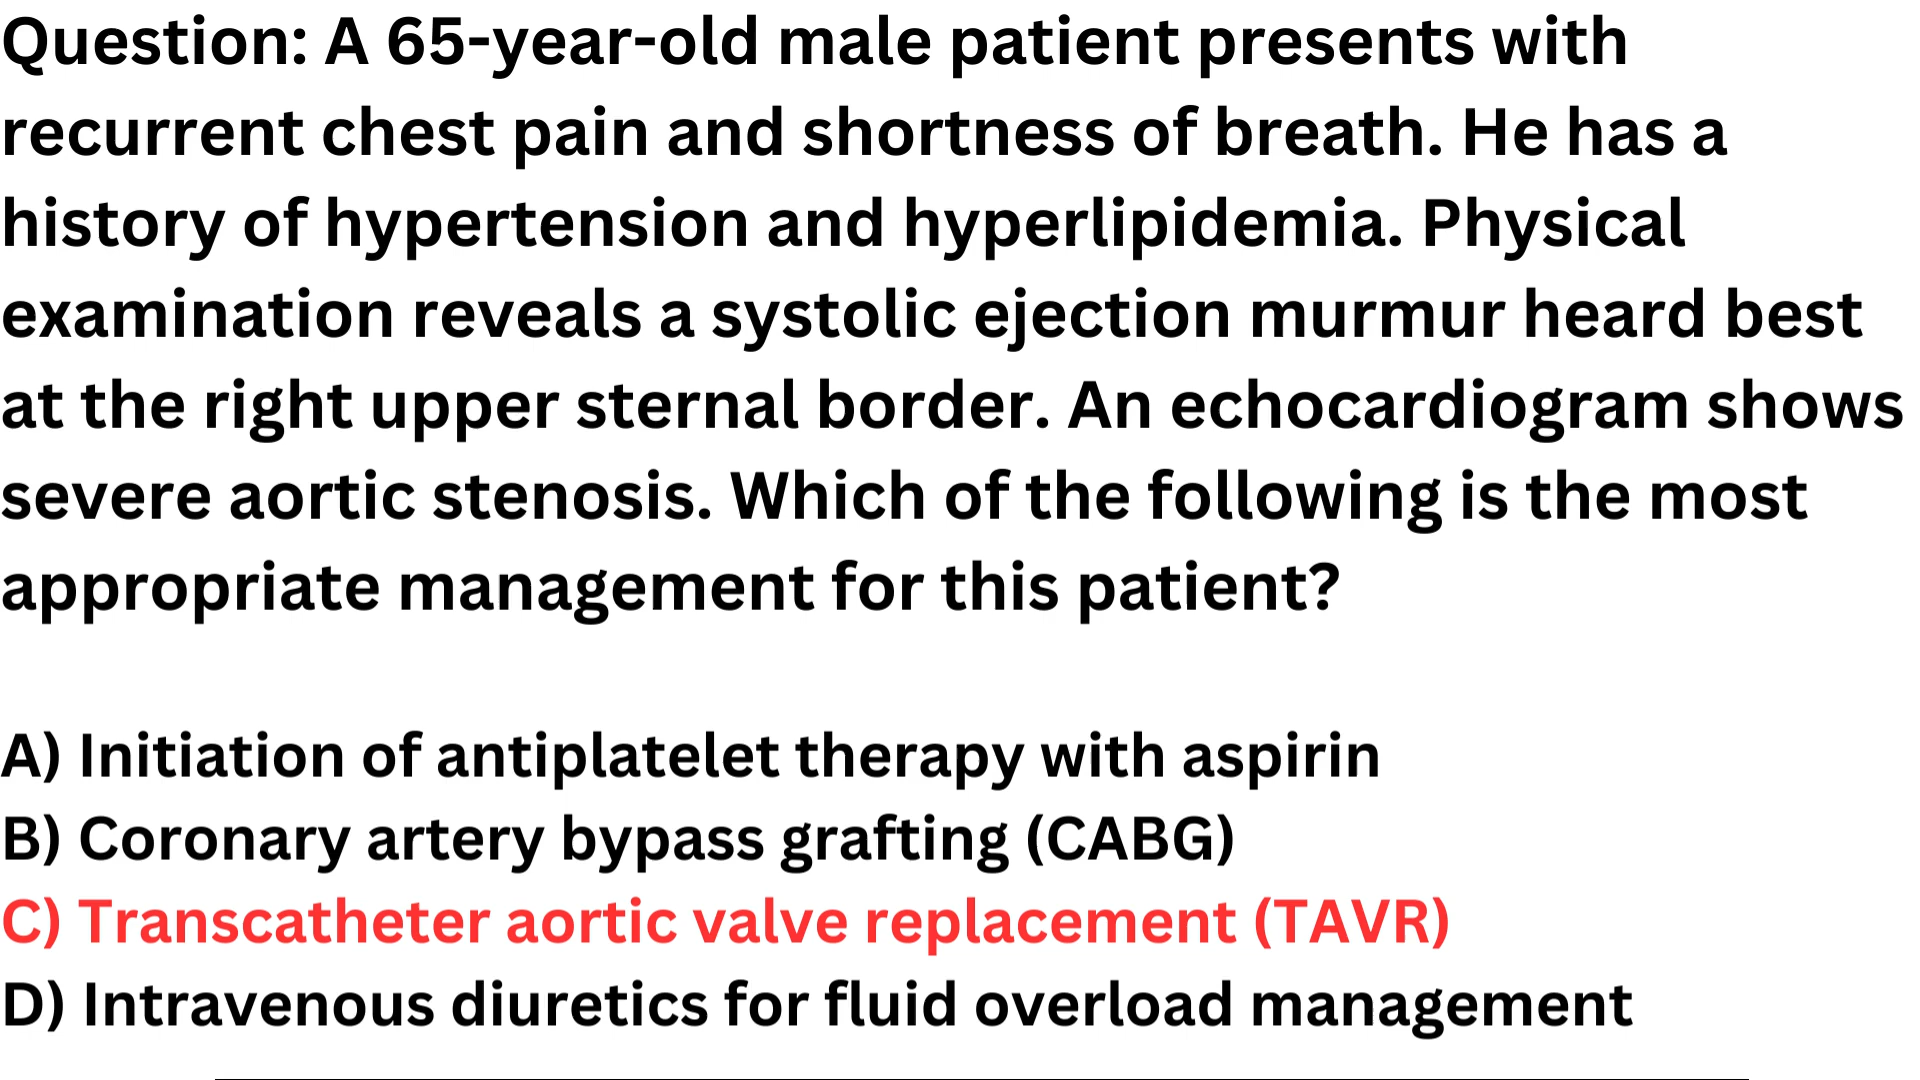 Question: A 65-year-old male patient presents with
recurrent chest pain and shortness of breath. He has a
history of hypertension and hyperlipidemia. Physical
examination reveals a systolic ejection murmur heard best
at the right upper sternal border. An echocardiogram shows
severe aortic stenosis. Which of the following is the most
appropriate management for this patient?
A) Initiation of antiplatelet therapy with aspirin
B) Coronary artery bypass grafting (CABG)
C) Transcatheter aortic valve replacement (TAVR)
D) Intravenous diuretics for fluid overload management